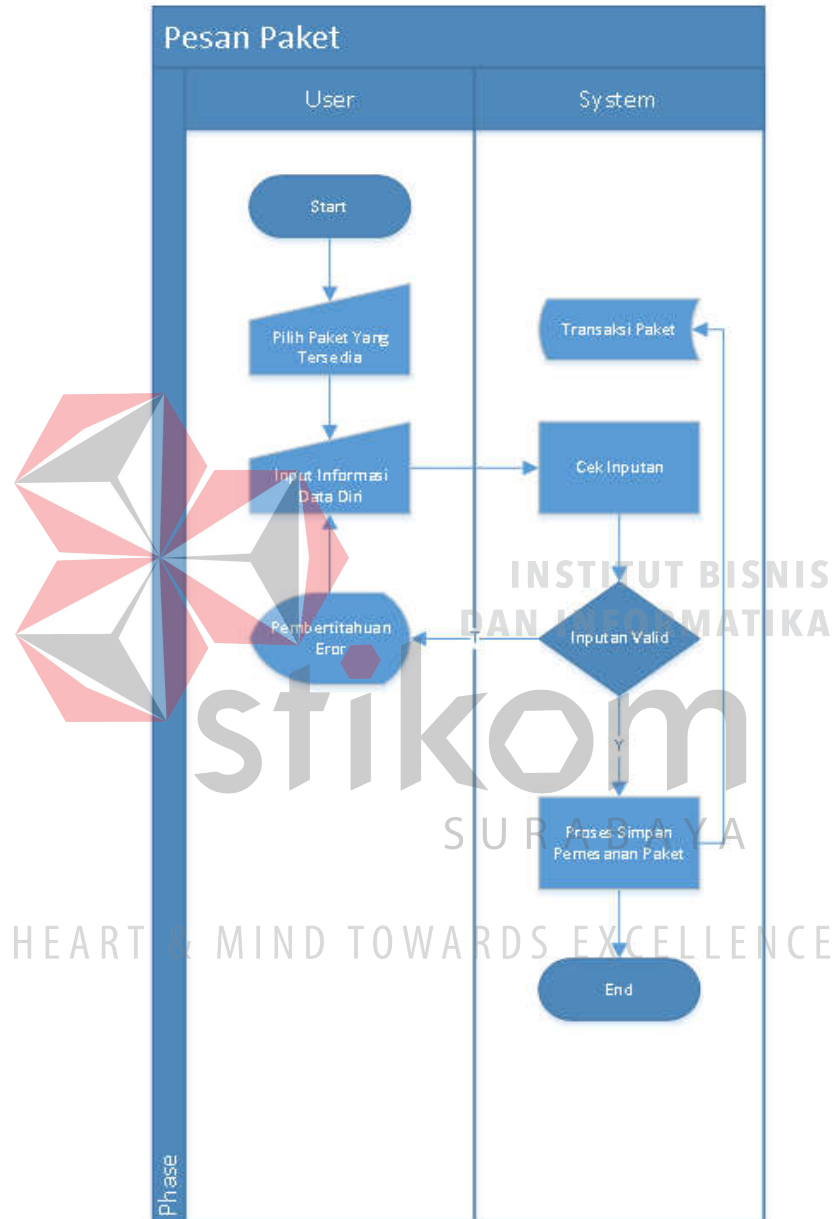 Pesan Paket
User
System
Start
Pilih Paket Yang
Tersedia
Transaksi Paket
Input Informasi
Data Diri
Cek Inputan
INSTITUT BISNIS
DAN INFORMATIKA
Pembertitahuan
Eror
T
Inputan Valid
stikom
Y
SURABAYA
Proses Simpan
Pemesanan Paket
HEART & MIND TOWARDS EXCELLENCE
End
Phase